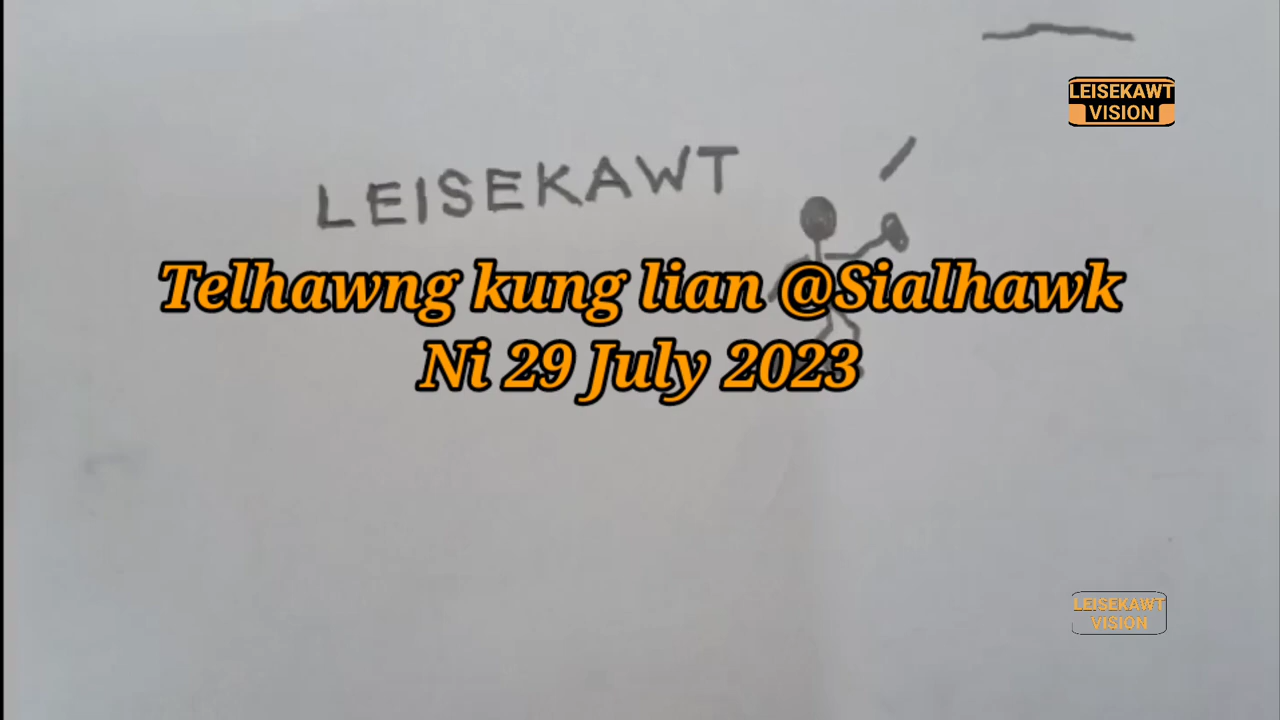 LEISEKAWT
VISION
LEISEKAWT
Telhawng kung lian @Sialhawk
Ni 29 July 2023
LEISEKAWT
VISION